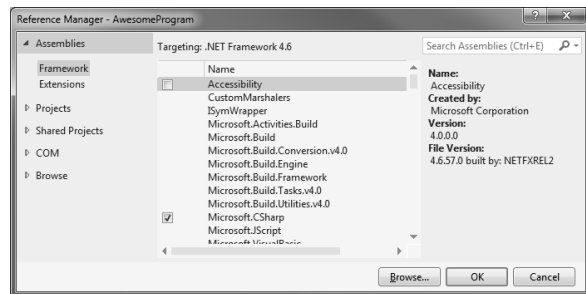 Reference Manager - AwesomeProgram
Assemblies
Framework
Extensions
Projects
Shared Projects
COM
Browse
Targeting: .NET Framework 4.6
Name
Accessibility
CustomMarshalers
ISymWrapper
Microsoft.Activities.Build
Microsoft.Build
Microsoft.Build.Conversion.v4.0
Microsoft.Build.Engine
Microsoft.Build.Framework
Microsoft.Build.Tasks.v4.0
Microsoft.Build.Utilities.v4.0
Microsoft.CSharp
Microsoft.JScript
Microsoft.VisualBasic
Search Assemblies (Ctrl+E)
Name:
Accessibility
Created by:
Microsoft Corporation
Version:
4.0.0.0
File Version:
4.6.57.0 built by: NETFXREL2
Browse...
OK
Cancel